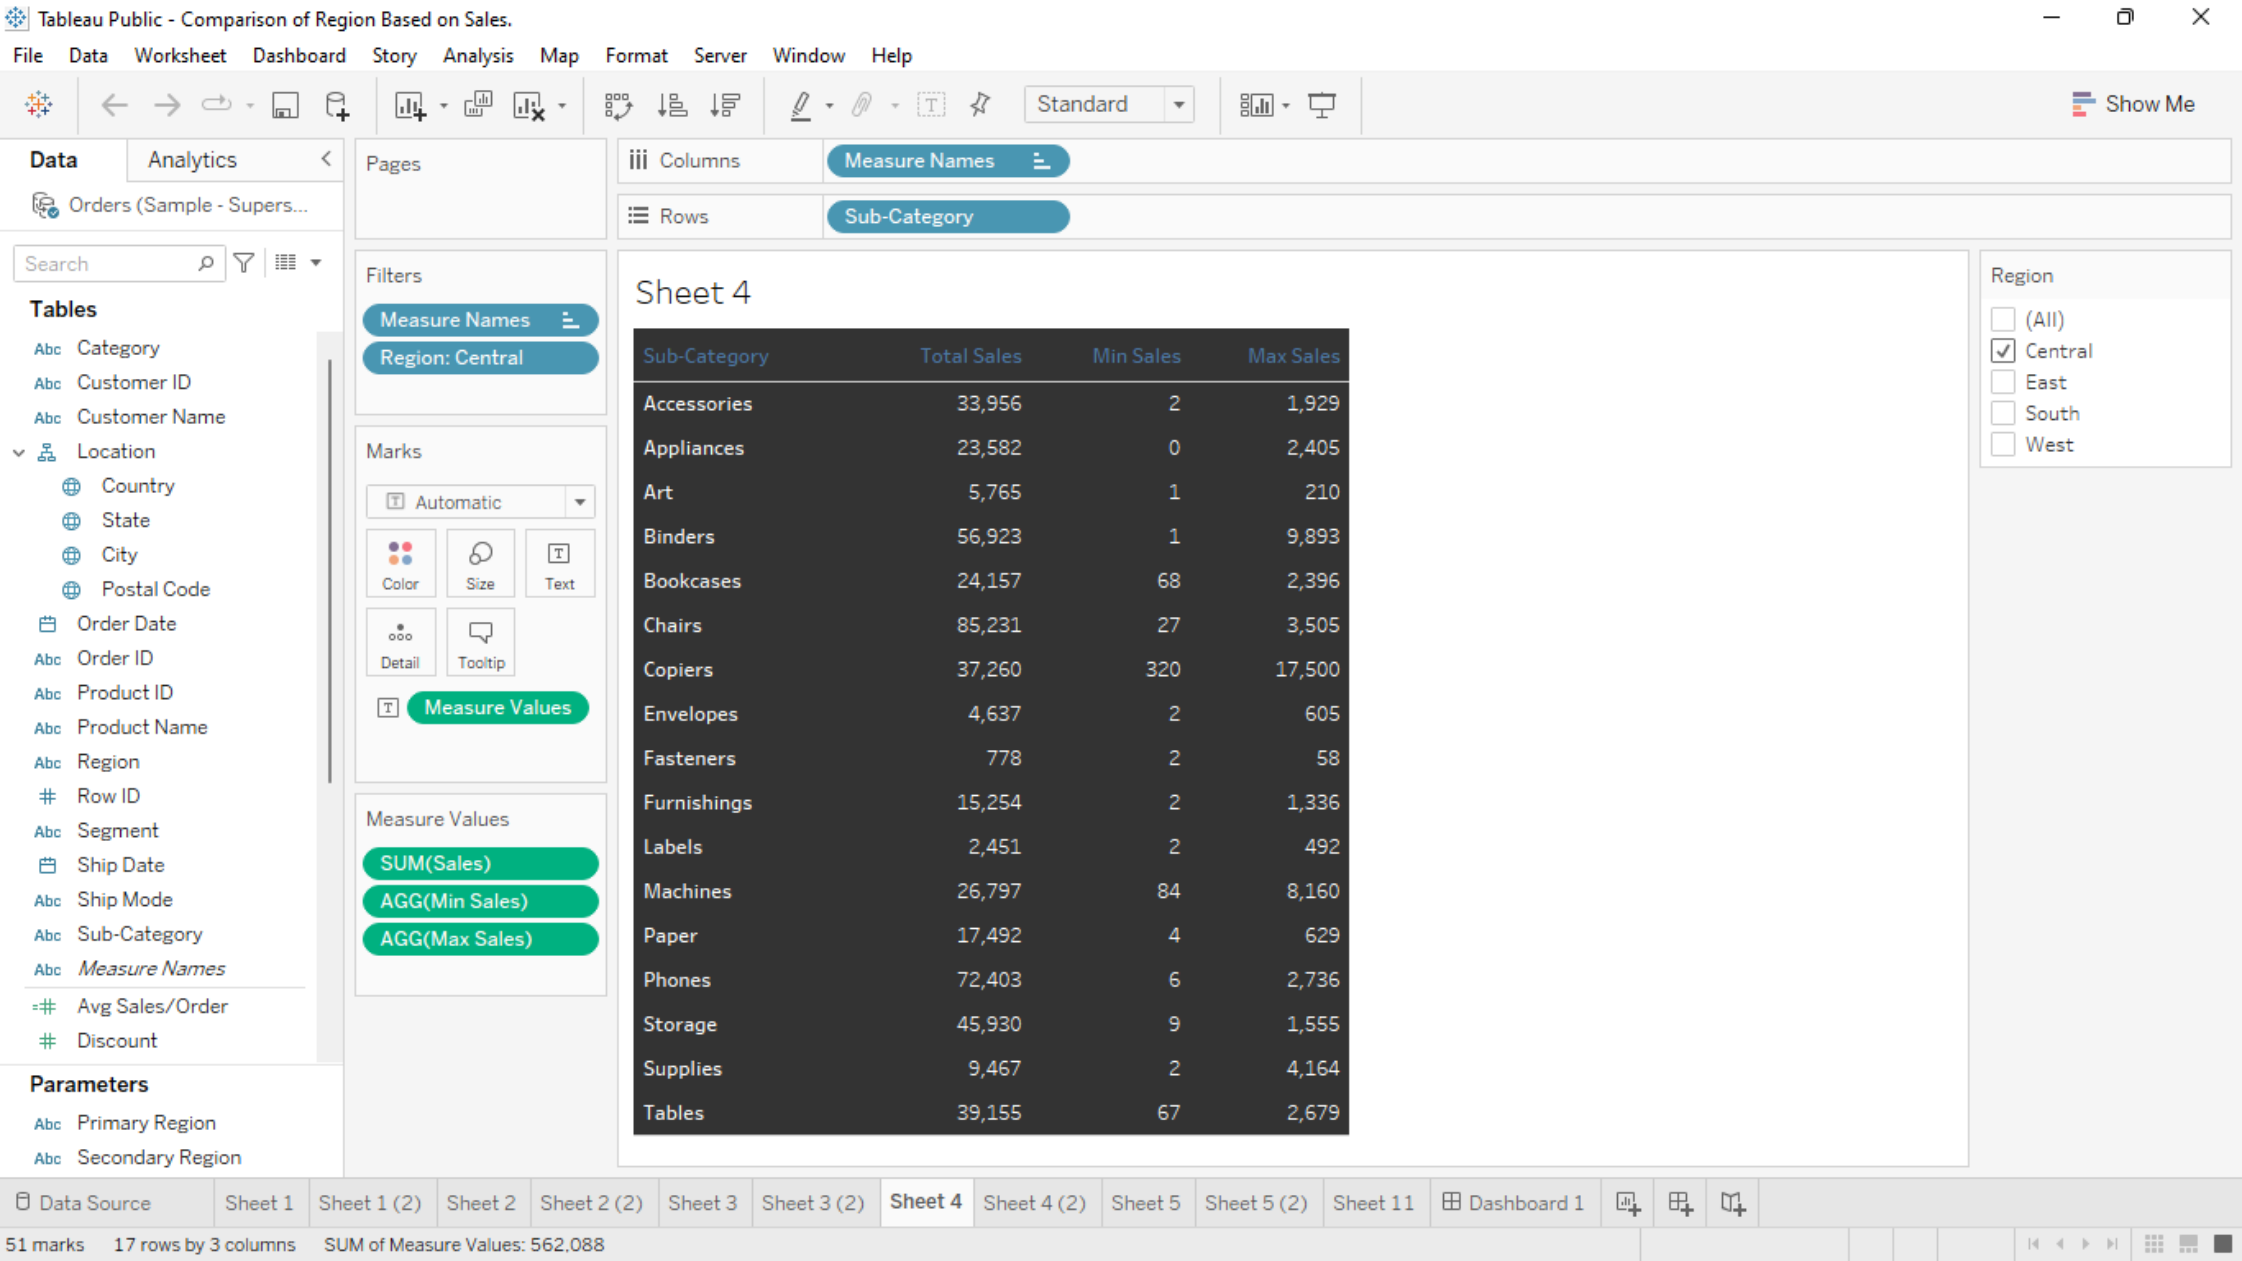 Tableau Public - Comparison of Region Based on Sales.
File Data Worksheet Dashboard Story Analysis Map Format Server Window Help
Standard
Show Me
Data Analytics
Orders (Sample - Supers...
Search
Tables
Abc Category
Abc Customer ID
Abc Customer Name
Location
Country
State
City
Postal Code
Order Date
Abc Order ID
Abc Product ID
Abc Product Name
Abc Region
# Row ID
Abc Segment
Ship Date
Abc Ship Mode
Abc Sub-Category
Abc Measure Names
=# Avg Sales/Order
# Discount
Parameters
Abc Primary Region
Abc Secondary Region
Pages
Filters
Measure Names
Region: Central
Marks
T Automatic
Color Size T Text
Detail Tooltip
T Measure Values
Measure Values
SUM(Sales)
AGG(Min Sales)
AGG(Max Sales)
Columns Measure Names
Rows Sub-Category
Sheet 4
Sub-Category Total Sales Min Sales Max Sales
Accessories 33,956 2 1,929
Appliances 23,582 0 2,405
Art 5,765 1 210
Binders 56,923 1 9,893
Bookcases 24,157 68 2,396
Chairs 85,231 27 3,505
Copiers 37,260 320 17,500
Envelopes 4,637 2 605
Fasteners 778 2 58
Furnishings 15,254 2 1,336
Labels 2,451 2 492
Machines 26,797 84 8,160
Paper 17,492 4 629
Phones 72,403 6 2,736
Storage 45,930 9 1,555
Supplies 9,467 2 4,164
Tables 39,155 67 2,679
Region
(All)
Central
East
South
West
Data Source Sheet 1 Sheet 1 (2) Sheet 2 Sheet 2 (2) Sheet 3 Sheet 3 (2) Sheet 4 Sheet 4 (2) Sheet 5 Sheet 5 (2) Sheet 11 Dashboard 1
51 marks 17 rows by 3 columns SUM of Measure Values: 562,088